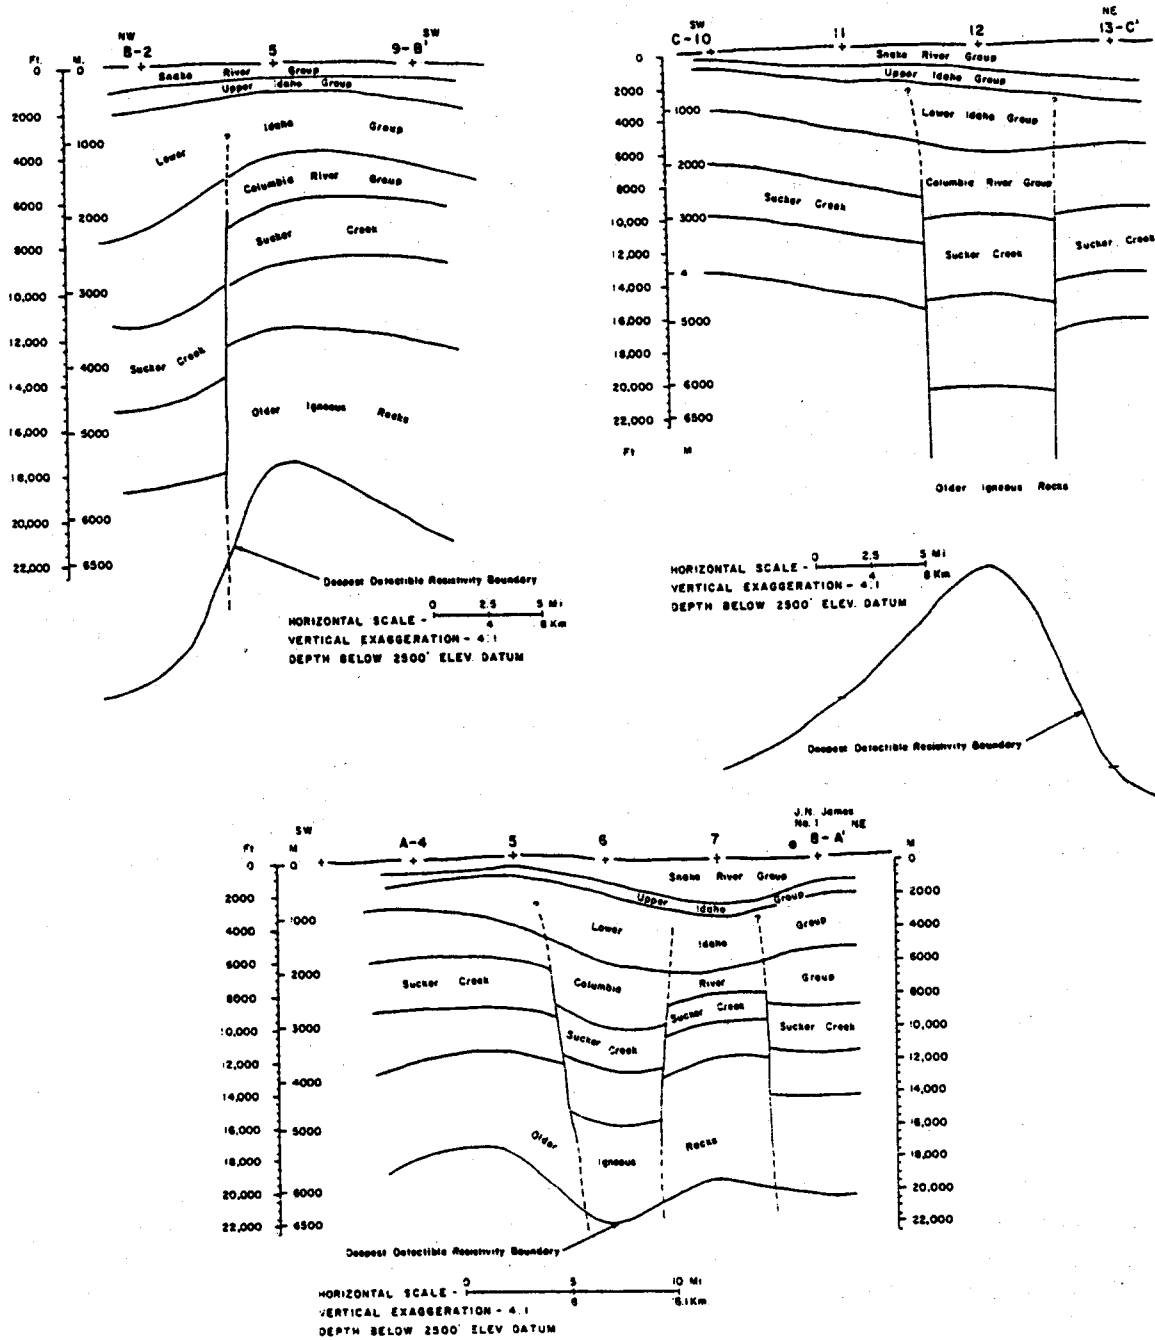 NW SW
B-2 5 9-B'
Ft. M.
0 0
Snake River Group
Upper Idaho Group
2000
Idaho Group
Lower
1000
4000
Columbia River Group
6000
2000
8000
Sucker Creek
10,000
3000
12,000
Sucker Creek
4000
14,000
Older Igneous Rocks
16,000
5000
18,000
20,000
6000
22,000
6500
Deepest Detectible Resistivity Boundary
0 2.5 5 Mi
HORIZONTAL SCALE - 4 8 Km
VERTICAL EXAGGERATION - 4:1
DEPTH BELOW 2500' ELEV. DATUM
SW NE
C-10 11 12 13-C'
Ft. M.
0 0
Snake River Group
Upper Idaho Group
2000
? ?
1000
Lower Idaho Group
4000
6000
2000
Columbia River Group
8000
Sucker Creek
10,000
3000
Sucker Creek
Sucker Creek
12,000
4
14,000
16,000
5000
18,000
20,000
6000
22,000
6500
Ft M
Older Igneous Rocks
0 2.5 5 Mi
HORIZONTAL SCALE - 4 8 Km
VERTICAL EXAGGERATION - 4:1
DEPTH BELOW 2500' ELEV. DATUM
Deepest Detectible Resistivity Boundary
J.N. James
No. 1
SW NE
A-4 5 6 7 8-A'
Ft M M
0 0 0
Snake River Group
2000 2000
Upper Idaho Group
? ?
1000
Lower Idaho Group
4000 4000
6000 6000
Sucker Creek Columbia River Group
2000
8000 8000
Sucker Creek
10,000 3000 10,000
Sucker Creek Sucker Creek
12,000 12,000
4000
14,000 14,000
16,000 5000 16,000
Older Igneous Rocks
18,000 18,000
20,000 6000 20,000
22,000 6500 22,000
Deepest Detectible Resistivity Boundary
0 5 10 Mi
HORIZONTAL SCALE - 8 16.1 Km
VERTICAL EXAGGERATION - 4:1
DEPTH BELOW 2500' ELEV DATUM